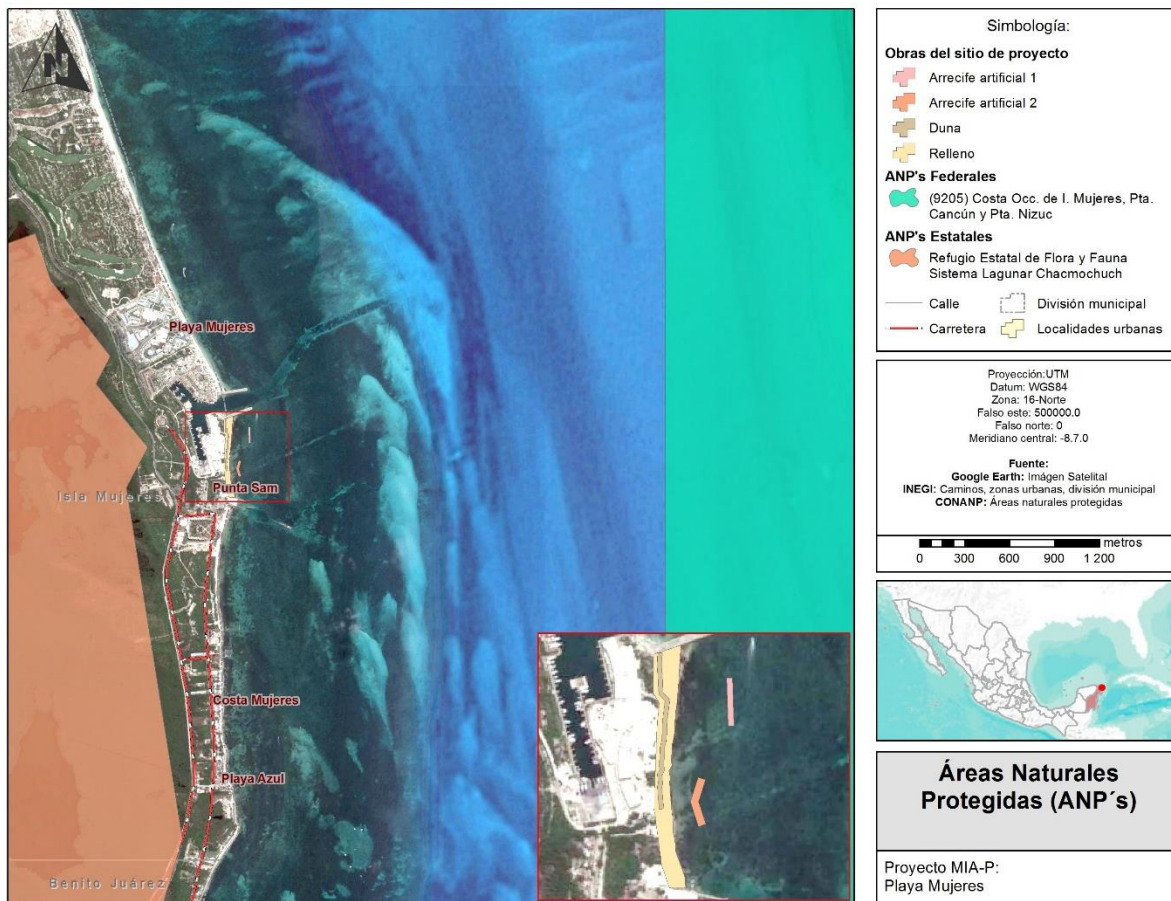 N
Playa Mujeres
Isla Mujeres
Punta Sam
Costa Mujeres
Playa Azul
Benito Juárez
Simbología:
Obras del sitio de proyecto
Arrecife artificial 1
Arrecife artificial 2
Duna
Relleno
ANP's Federales
(9205) Costa Occ. de I. Mujeres, Pta.
Cancún y Pta. Nizuc
ANP's Estatales
Refugio Estatal de Flora y Fauna
Sistema Lagunar Chacmochuch
Calle
División municipal
Carretera
Localidades urbanas
Proyección:UTM
Datum: WGS84
Zona: 16-Norte
Falso este: 500000.0
Falso norte: 0
Meridiano central: -8.7.0
Fuente:
Google Earth: Imágen Satelital
INEGI: Caminos, zonas urbanas, división municipal
CONANP: Áreas naturales protegidas
metros
0 300 600 900 1 200
Áreas Naturales
Protegidas (ANP´s)
Proyecto MIA-P:
Playa Mujeres